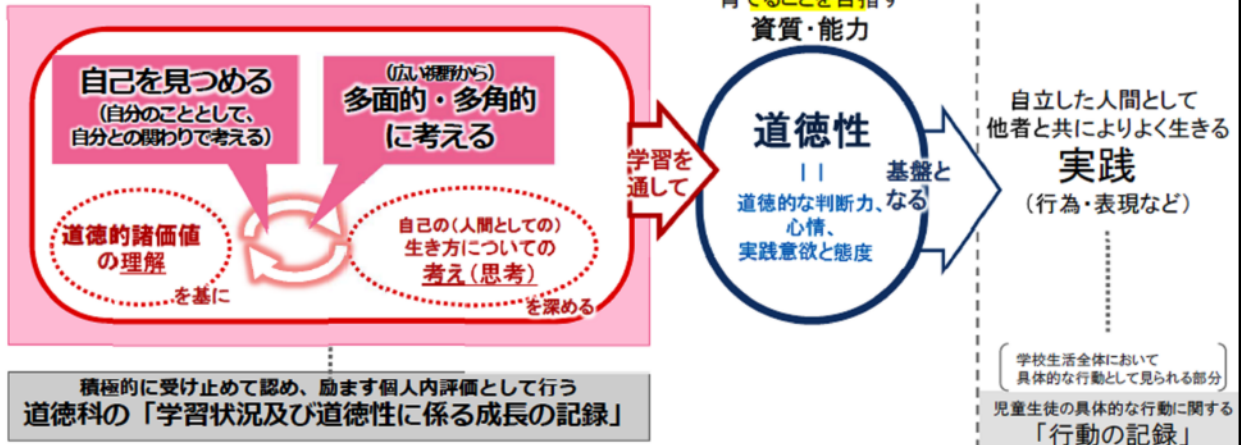 自己を見つめる
(自分のこととして、
自分との関わりで考える)
(広い視野から)
多面的・多角的
に考える
道徳的諸価値
の理解
を基に
自己の(人間としての)
生き方についての
考え(思考)
を深める
学習を
通して
育てることを目指す
資質・能力
道徳性
||
道徳的な判断力、
心情、
実践意欲と態度
基盤と
なる
自立した人間として
他者と共によりよく生きる
実践
(行為・表現など)
積極的に受け止めて認め、励ます個人内評価として行う
道徳科の「学習状況及び道徳性に係る成長の記録」
学校生活全体において
具体的な行動として見られる部分
児童生徒の具体的な行動に関する
「行動の記録」